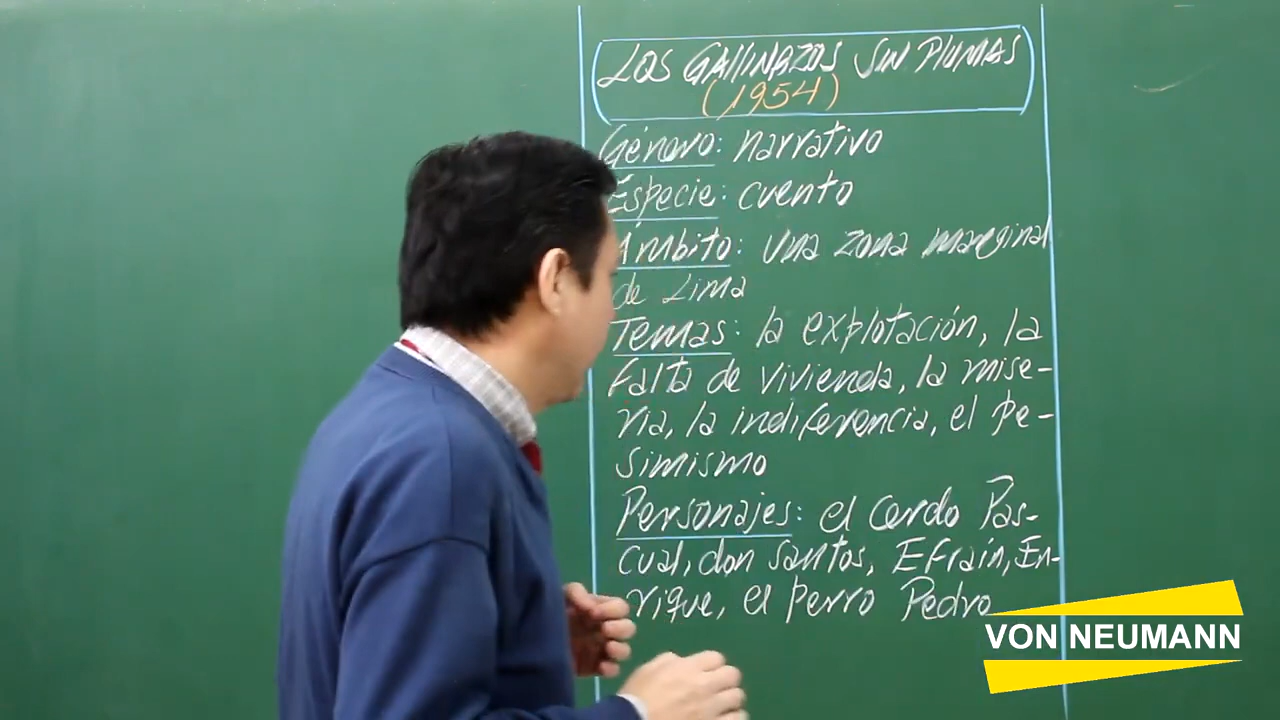 LOS GALLINAZOS SIN PLUMAS
(1954)
Género: narrativo
Especie: cuento
Ámbito: una zona marginal
de Lima
Temas: la explotación, la
falta de vivienda, la mise-
ria, la indiferencia, el pe-
simismo
Personajes: el cerdo Pas-
cual, don Santos, Efraín, En-
rique, el perro Pedro
VON NEUMANN